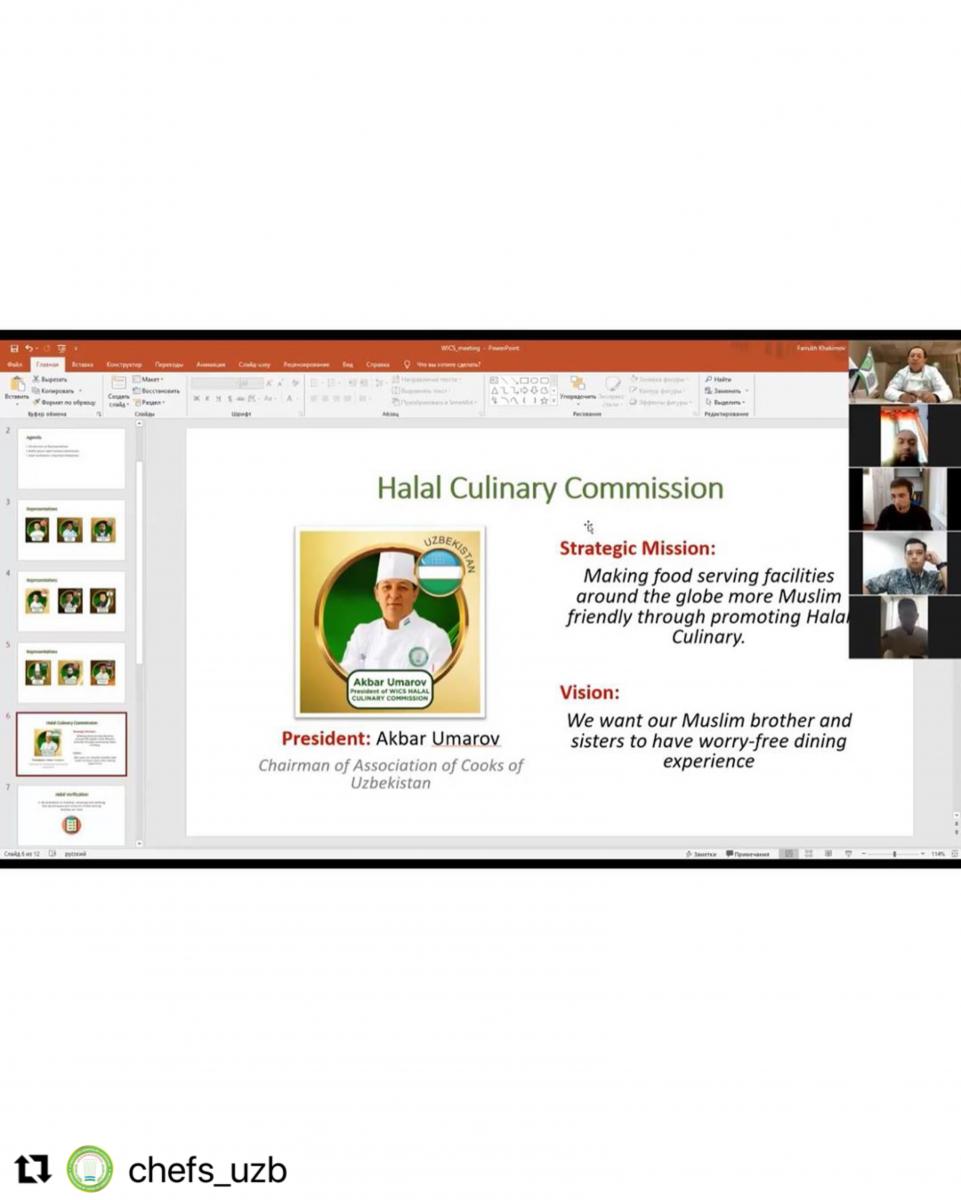 WICS_meeting - PowerPoint
Farrukh Khakimov
Файл Главная Вставка Конструктор Переходы Анимация Слайд-шоу Рецензирование Вид Справка Что вы хотите сделать?
Вставить
Вырезать
Копировать
Формат по образцу
Буфер обмена
Создать слайд
Макет
Восстановить
Раздел
Слайды
Шрифт
Абзац
Упорядочить
Рисование
Найти
Заменить
Выделить
Редактирование
2
Agenda
3
Representatives
4
Representatives
5
Representatives
6
Halal Culinary Commission
7
Halal Verification
Halal Culinary Commission
UZBEKISTAN
Akbar Umarov
President of WICS HALAL
CULINARY COMMISSION
President: Akbar Umarov
Chairman of Association of Cooks of
Uzbekistan
Strategic Mission:
Making food serving facilities
around the globe more Muslim
friendly through promoting Halal
Culinary.
Vision:
We want our Muslim brother and
sisters to have worry-free dining
experience
Слайд 6 из 12 русский
Заметки Примечания 114%
chefs_uzb